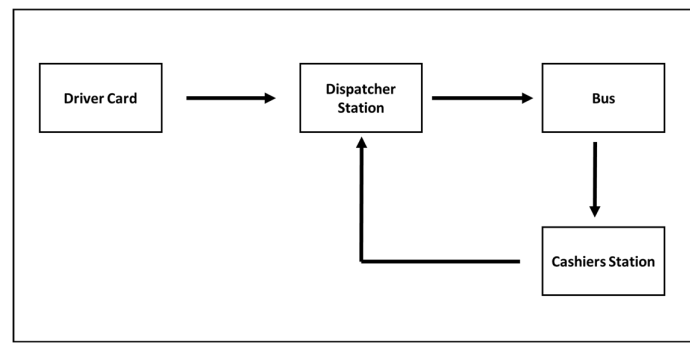 Driver Card
Dispatcher
Station
Bus
Cashiers Station